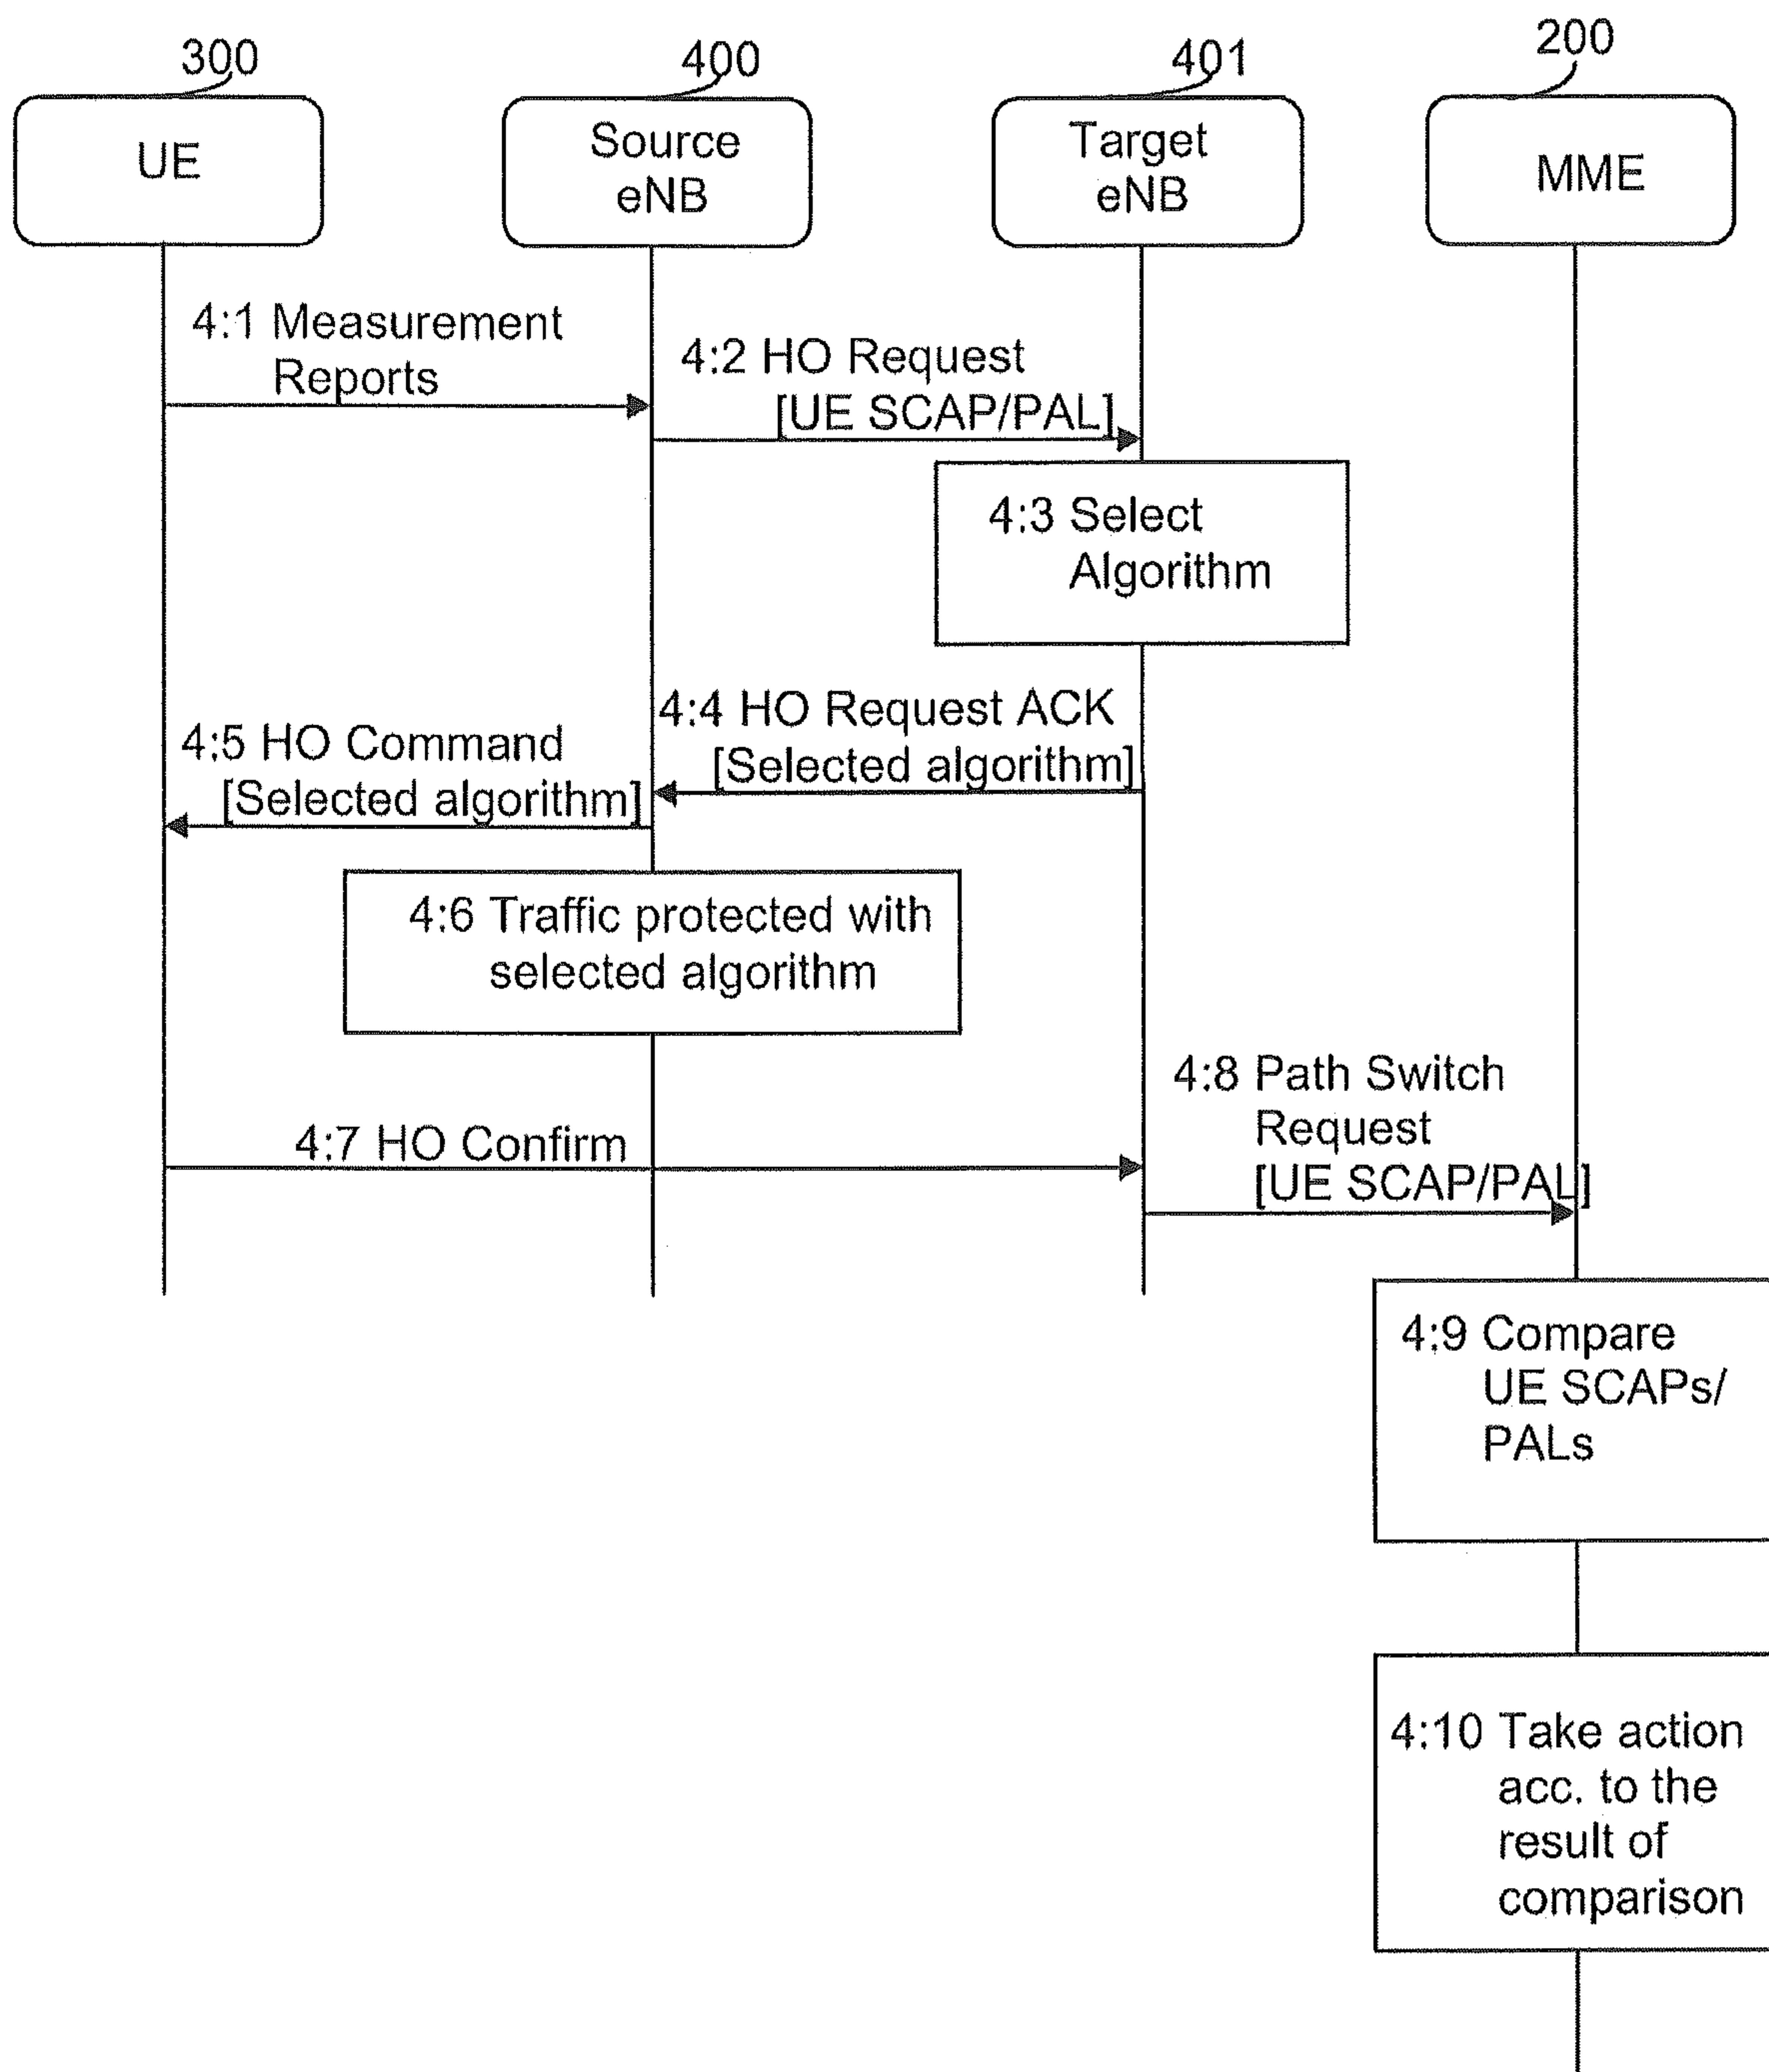 300
400
401
200
UE
Source
eNB
Target
eNB
MME
4:1 Measurement
Reports
4:2 HO Request
[UE SCAP/PAL]
4:3 Select
Algorithm
4:4 HO Request ACK
[Selected algorithm]
4:5 HO Command
[Selected algorithm]
4:6 Traffic protected with
selected algorithm
4:7 HO Confirm
4:8 Path Switch
Request
[UE SCAP/PAL]
4:9 Compare
UE SCAPs/
PALs
4:10 Take action
acc. to the
result of
comparison